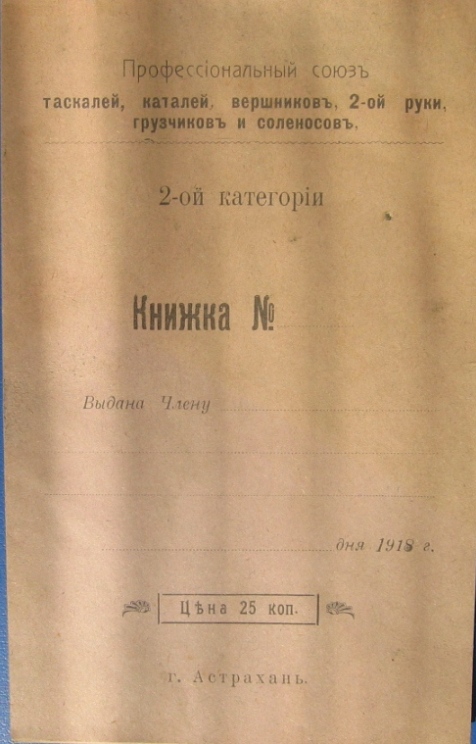 Профессіональный союзъ
таскалей, каталей, вершниковъ, 2-ой руки,
грузчиковъ и соленосовъ.
2-ой категоріи
Книжка №
Выдана Члену
дня 1918 г.
Цѣна 25 коп.
г. Астрахань.